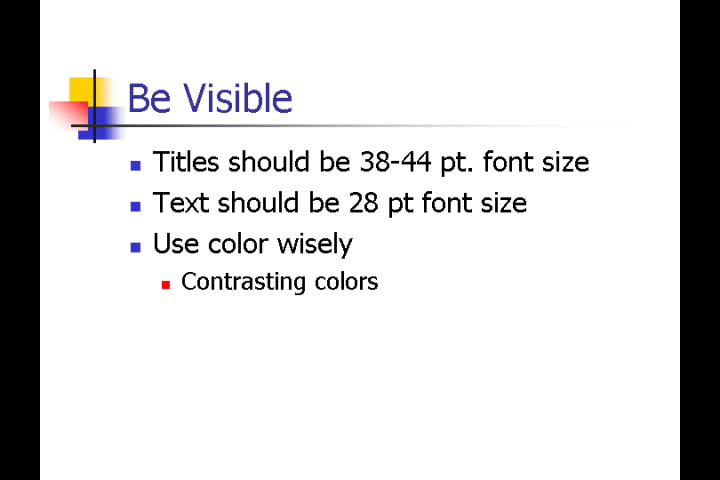 Be Visible
Titles should be 38-44 pt. font size
Text should be 28 pt font size
Use color wisely
Contrasting colors